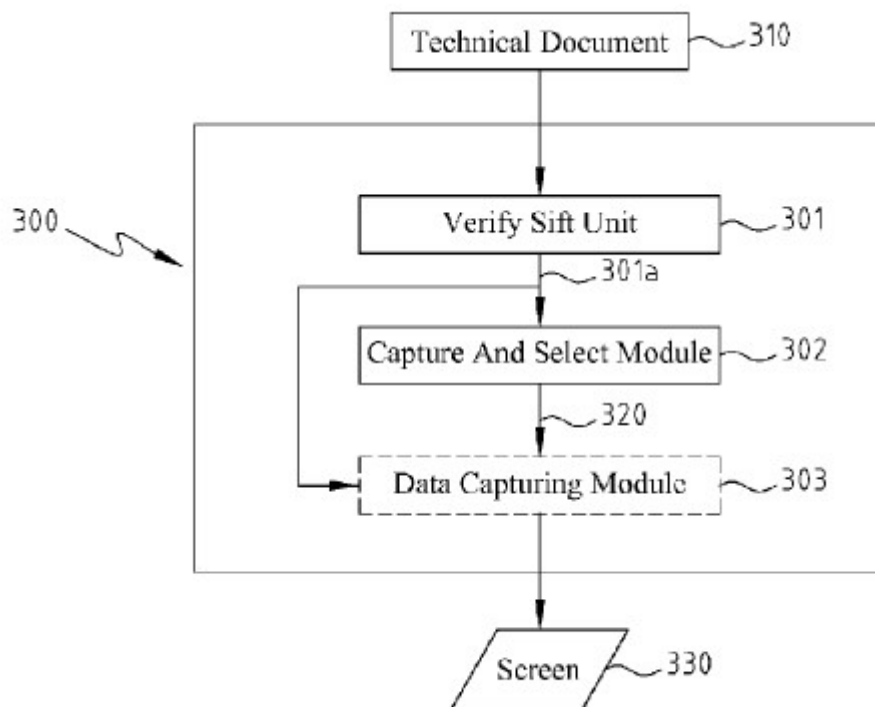 Technical Document 310
300
Verify Sift Unit 301
301a
Capture And Select Module 302
320
Data Capturing Module 303
Screen 330